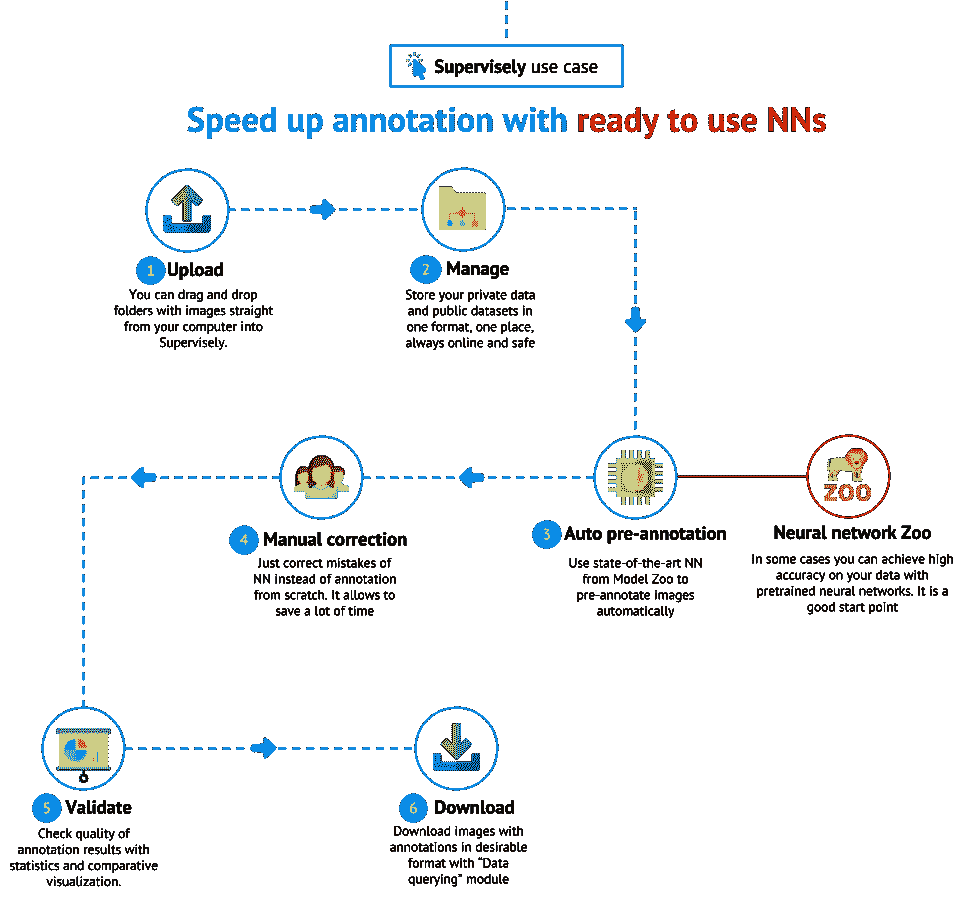 Supervisely use case
Speed up annotation with ready to use NNs
1 Upload
You can drag and drop
folders with images straight
from your computer into
Supervisely.
2 Manage
Store your private data
and public datasets in
one format, one place,
always online and safe
ZOO
3 Auto pre-annotation
Use state-of-the-art NN
from Model Zoo to
pre-annotate images
automatically
Neural network Zoo
In some cases you can achieve high
accuracy on your data with
pretrained neural networks. It is a
good start point
4 Manual correction
Just correct mistakes of
NN instead of annotation
from scratch. It allows to
save a lot of time
5 Validate
Check quality of
annotation results with
statistics and comparative
visualization.
6 Download
Download images with
annotations in desirable
format with “Data
querying” module